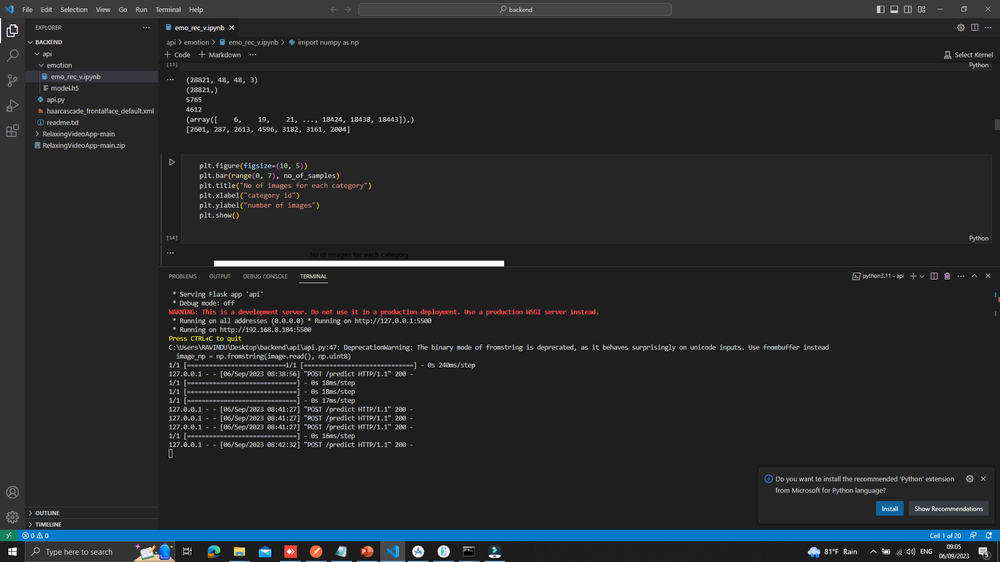 File Edit Selection View Go Run Terminal Help
backend
EXPLORER
BACKEND
api
emotion
emo_rec_v.ipynb
model.h5
api.py
haarcascade_frontalface_default.xml
readme.txt
RelaxingVideoApp-main
RelaxingVideoApp-main.zip
OUTLINE
TIMELINE
emo_rec_v.ipynb
api > emotion > emo_rec_v.ipynb > import numpy as np
+ Code + Markdown ...
Select Kernel
[13]
Python
(28821, 48, 48, 3)
(28821,)
5765
4612
(array([    6,    19,    21, ..., 18424, 18438, 18443]),)
[2601, 287, 2613, 4596, 3182, 3161, 2004]
plt.figure(figsize=(10, 5))
plt.bar(range(0, 7), no_of_samples)
plt.title("No of images for each category")
plt.xlabel("category id")
plt.ylabel("number of images")
plt.show()
[14]
Python
No of images for each category
PROBLEMS OUTPUT DEBUG CONSOLE TERMINAL
python3.11 - api
* Serving Flask app 'api'
* Debug mode: off
WARNING: This is a development server. Do not use it in a production deployment. Use a production WSGI server instead.
* Running on all addresses (0.0.0.0) * Running on http://127.0.0.1:5500
* Running on http://192.168.8.184:5500
Press CTRL+C to quit
C:\Users\RAVINDU\Desktop\backend\api\api.py:47: DeprecationWarning: The binary mode of fromstring is deprecated, as it behaves surprisingly on unicode inputs. Use frombuffer instead
image_np = np.fromstring(image.read(), np.uint8)
1/1 [===========================1/1 [==============================] - 0s 240ms/step
127.0.0.1 - - [06/Sep/2023 08:38:56] "POST /predict HTTP/1.1" 200 -
1/1 [==============================] - 0s 18ms/step
1/1 [==============================] - 0s 18ms/step
1/1 [==============================] - 0s 17ms/step
127.0.0.1 - - [06/Sep/2023 08:41:27] "POST /predict HTTP/1.1" 200 -
127.0.0.1 - - [06/Sep/2023 08:41:27] "POST /predict HTTP/1.1" 200 -
127.0.0.1 - - [06/Sep/2023 08:41:27] "POST /predict HTTP/1.1" 200 -
1/1 [==============================] - 0s 16ms/step
127.0.0.1 - - [06/Sep/2023 08:42:32] "POST /predict HTTP/1.1" 200 -
Do you want to install the recommended 'Python' extension
from Microsoft for Python language?
Install
Show Recommendations
0 0
Cell 1 of 20
Type here to search
81°F Rain
ENG
09:05
06/09/2023
5